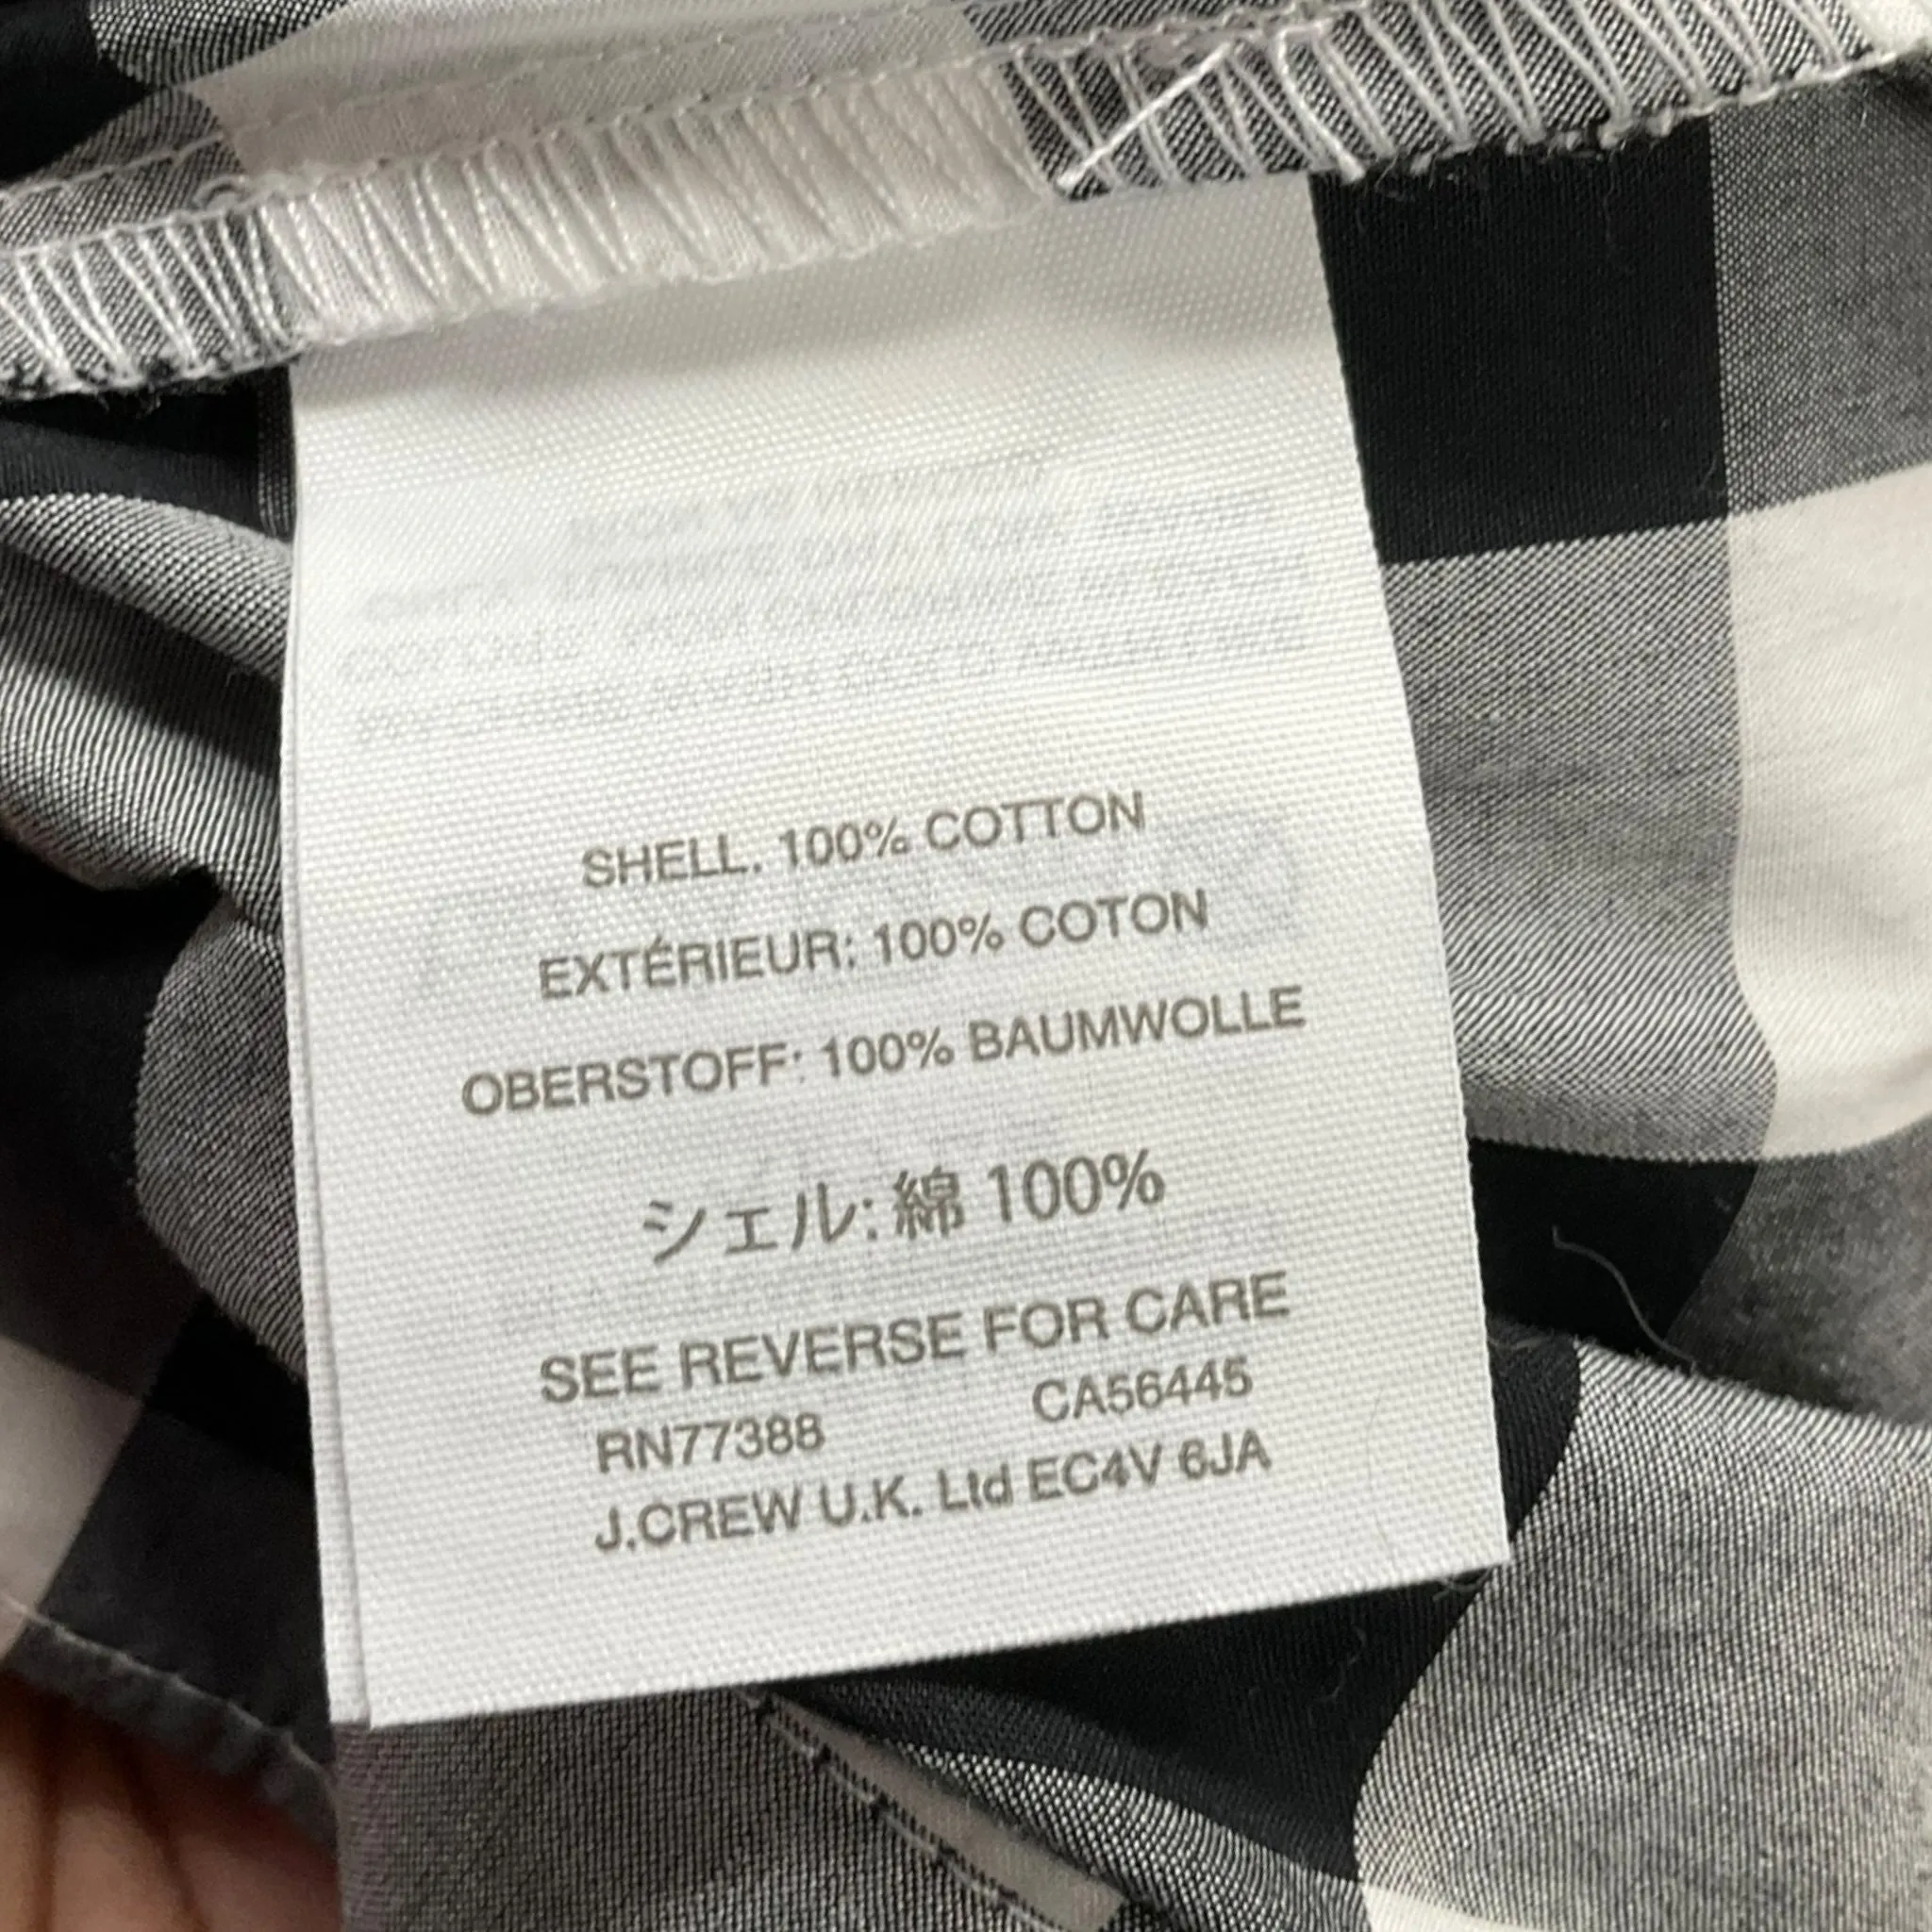 SHELL. 100% COTTON
EXTÉRIEUR: 100% COTON
OBERSTOFF: 100% BAUMWOLLE
シェル: 綿 100%
SEE REVERSE FOR CARE
RN77388 CA56445
J.CREW U.K. Ltd EC4V 6JA